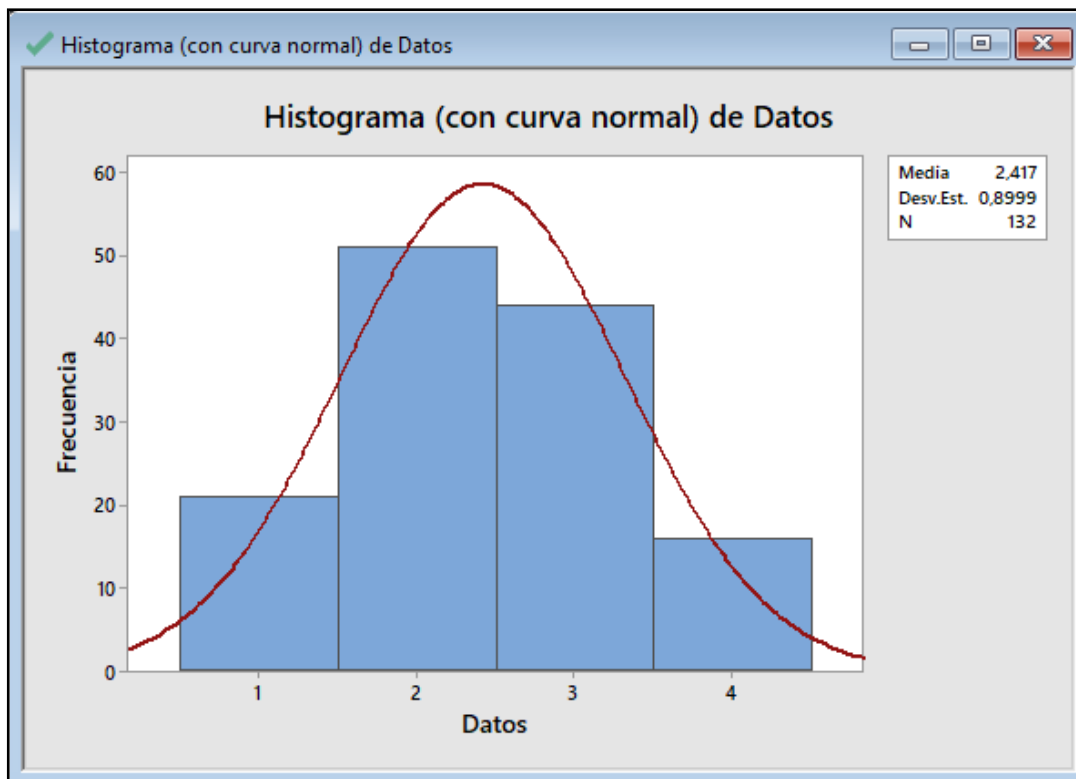 Histograma (con curva normal) de Datos
Histograma (con curva normal) de Datos
Media 2,417
Desv.Est. 0,8999
N 132
60
50
40
30
20
10
0
Frecuencia
1 2 3 4
Datos